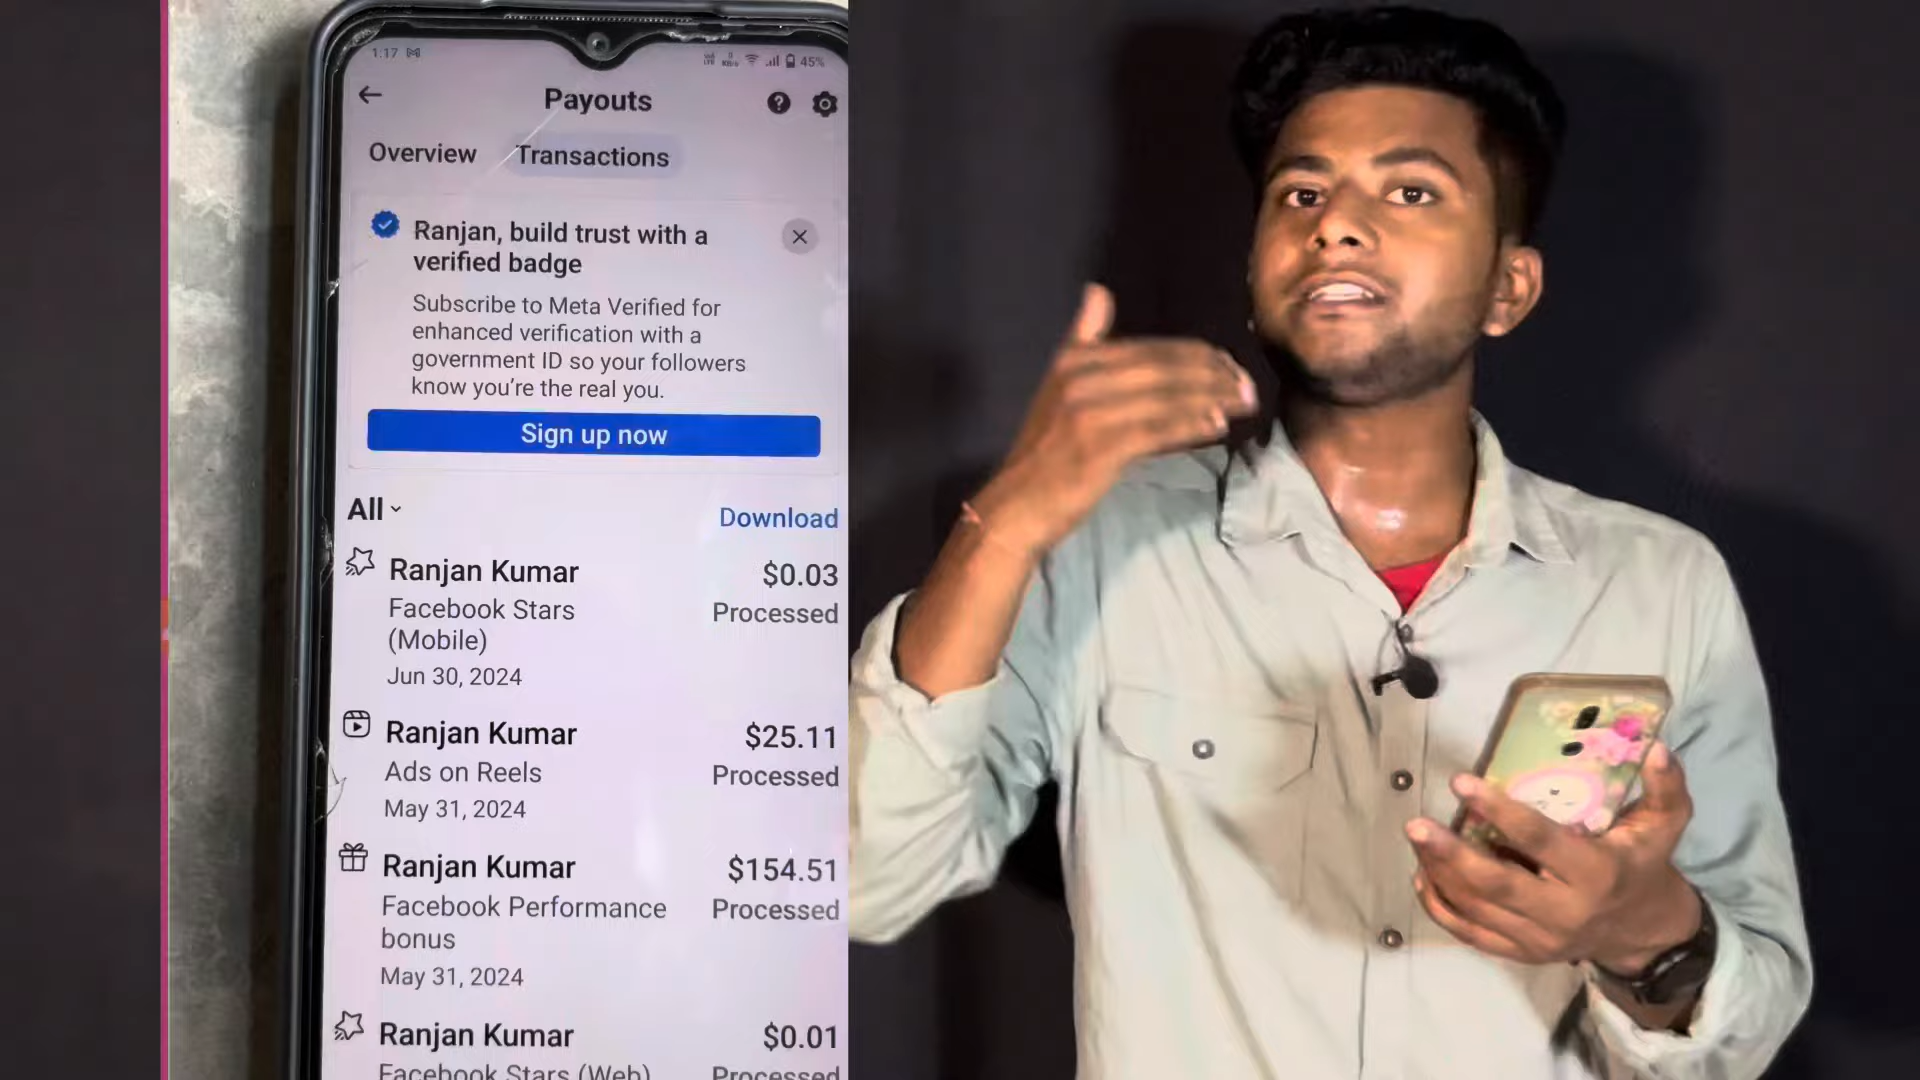 1.17
45%
Payouts
Overview
Transactions
Ranjan, build trust with a
verified badge
Subscribe to Meta Verified for
enhanced verification with a
government ID so your followers
know you’re the real you.
Sign up now
All
Download
Ranjan Kumar
$0.03
Facebook Stars
Processed
(Mobile)
Jun 30, 2024
Ranjan Kumar
$25.11
Ads on Reels
Processed
May 31, 2024
Ranjan Kumar
$154.51
Facebook Performance
Processed
bonus
May 31, 2024
Ranjan Kumar
$0.01
Facebook Stars (Web)
Processed